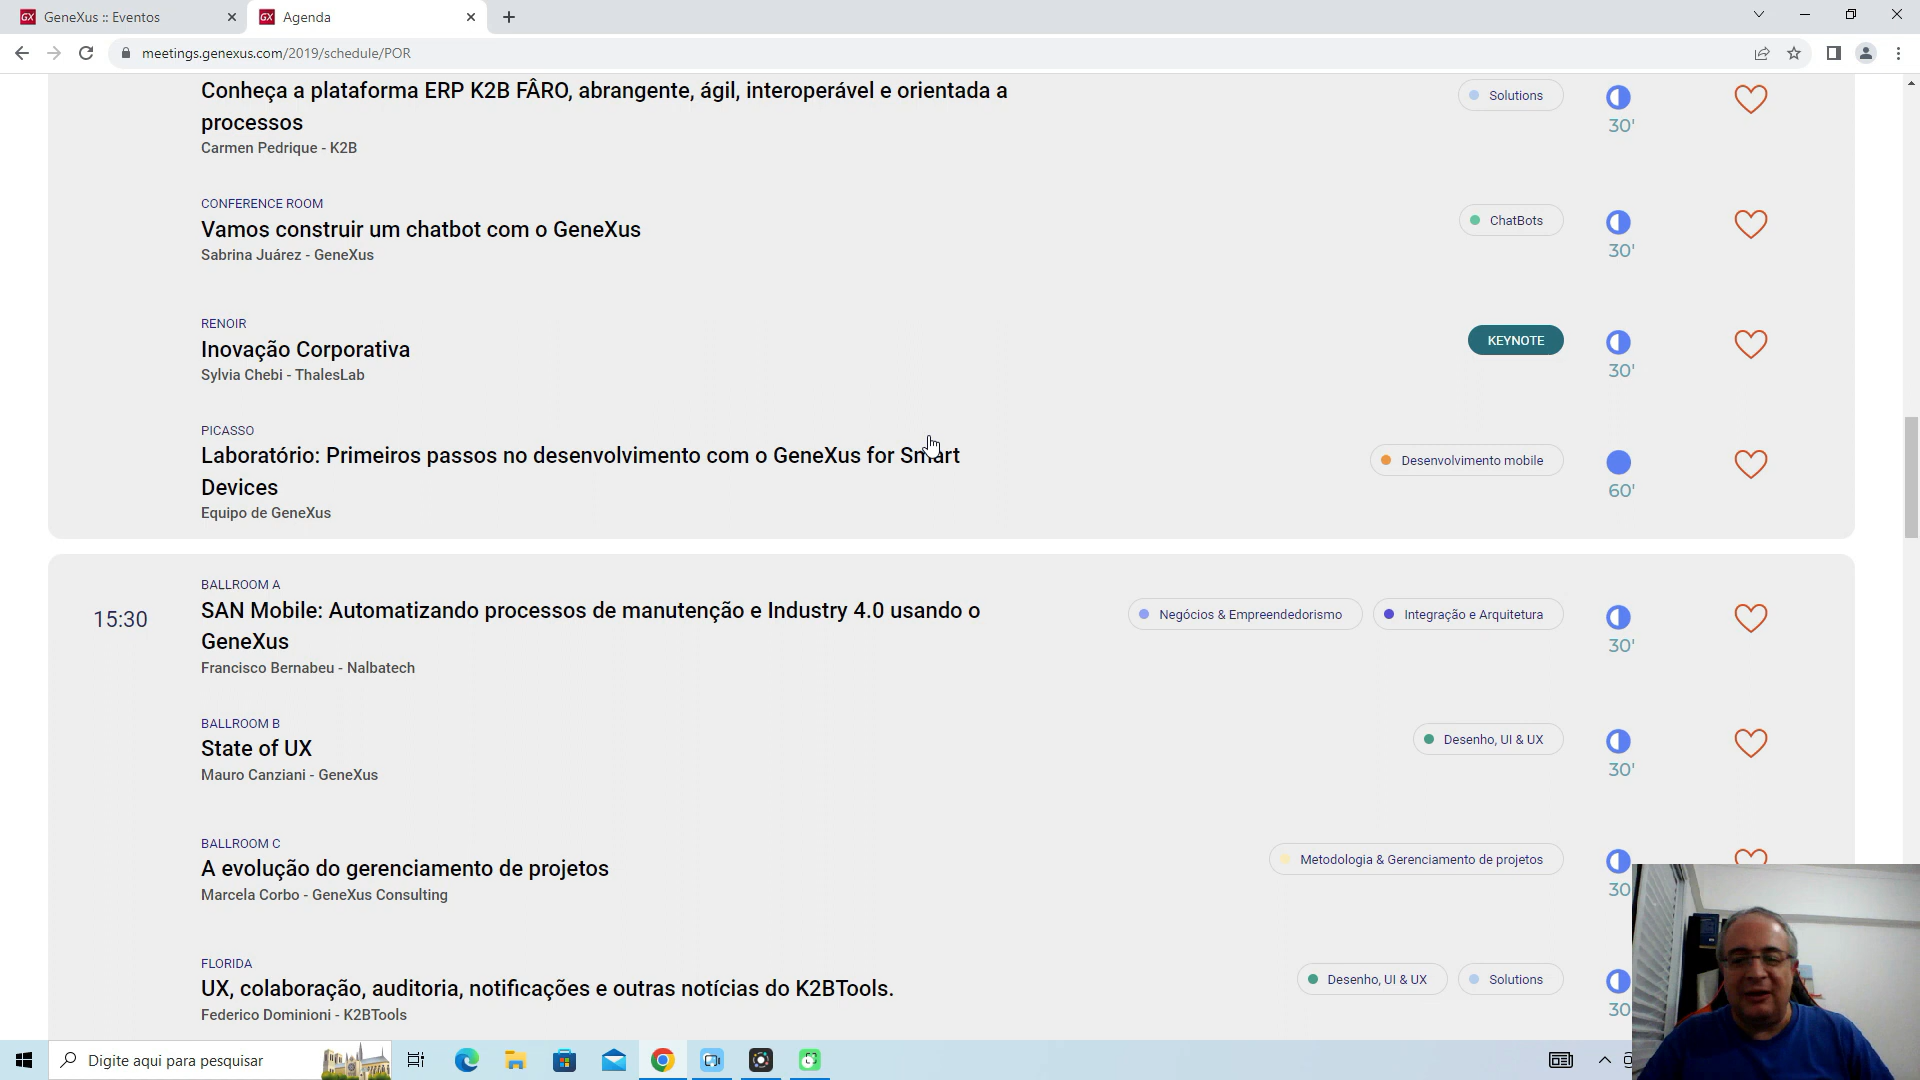 GeneXus :: Eventos
Agenda
meetings.genexus.com/2019/schedule/POR
Conheça a plataforma ERP K2B FÂRO, abrangente, ágil, interoperável e orientada a
processos
Carmen Pedrique - K2B
Solutions
30'
CONFERENCE ROOM
Vamos construir um chatbot com o GeneXus
Sabrina Juárez - GeneXus
ChatBots
30'
RENOIR
Inovação Corporativa
Sylvia Chebi - ThalesLab
KEYNOTE
30'
PICASSO
Laboratório: Primeiros passos no desenvolvimento com o GeneXus for Smart
Devices
Equipo de GeneXus
Desenvolvimento mobile
60'
15:30
BALLROOM A
SAN Mobile: Automatizando processos de manutenção e Industry 4.0 usando o
GeneXus
Francisco Bernabeu - Nalbatech
Negócios & Empreendedorismo
Integração e Arquitetura
30'
BALLROOM B
State of UX
Mauro Canziani - GeneXus
Desenho, UI & UX
30'
BALLROOM C
A evolução do gerenciamento de projetos
Marcela Corbo - GeneXus Consulting
Metodologia & Gerenciamento de projetos
30
FLORIDA
UX, colaboração, auditoria, notificações e outras notícias do K2BTools.
Federico Dominioni - K2BTools
Desenho, UI & UX
Solutions
30
Digite aqui para pesquisar